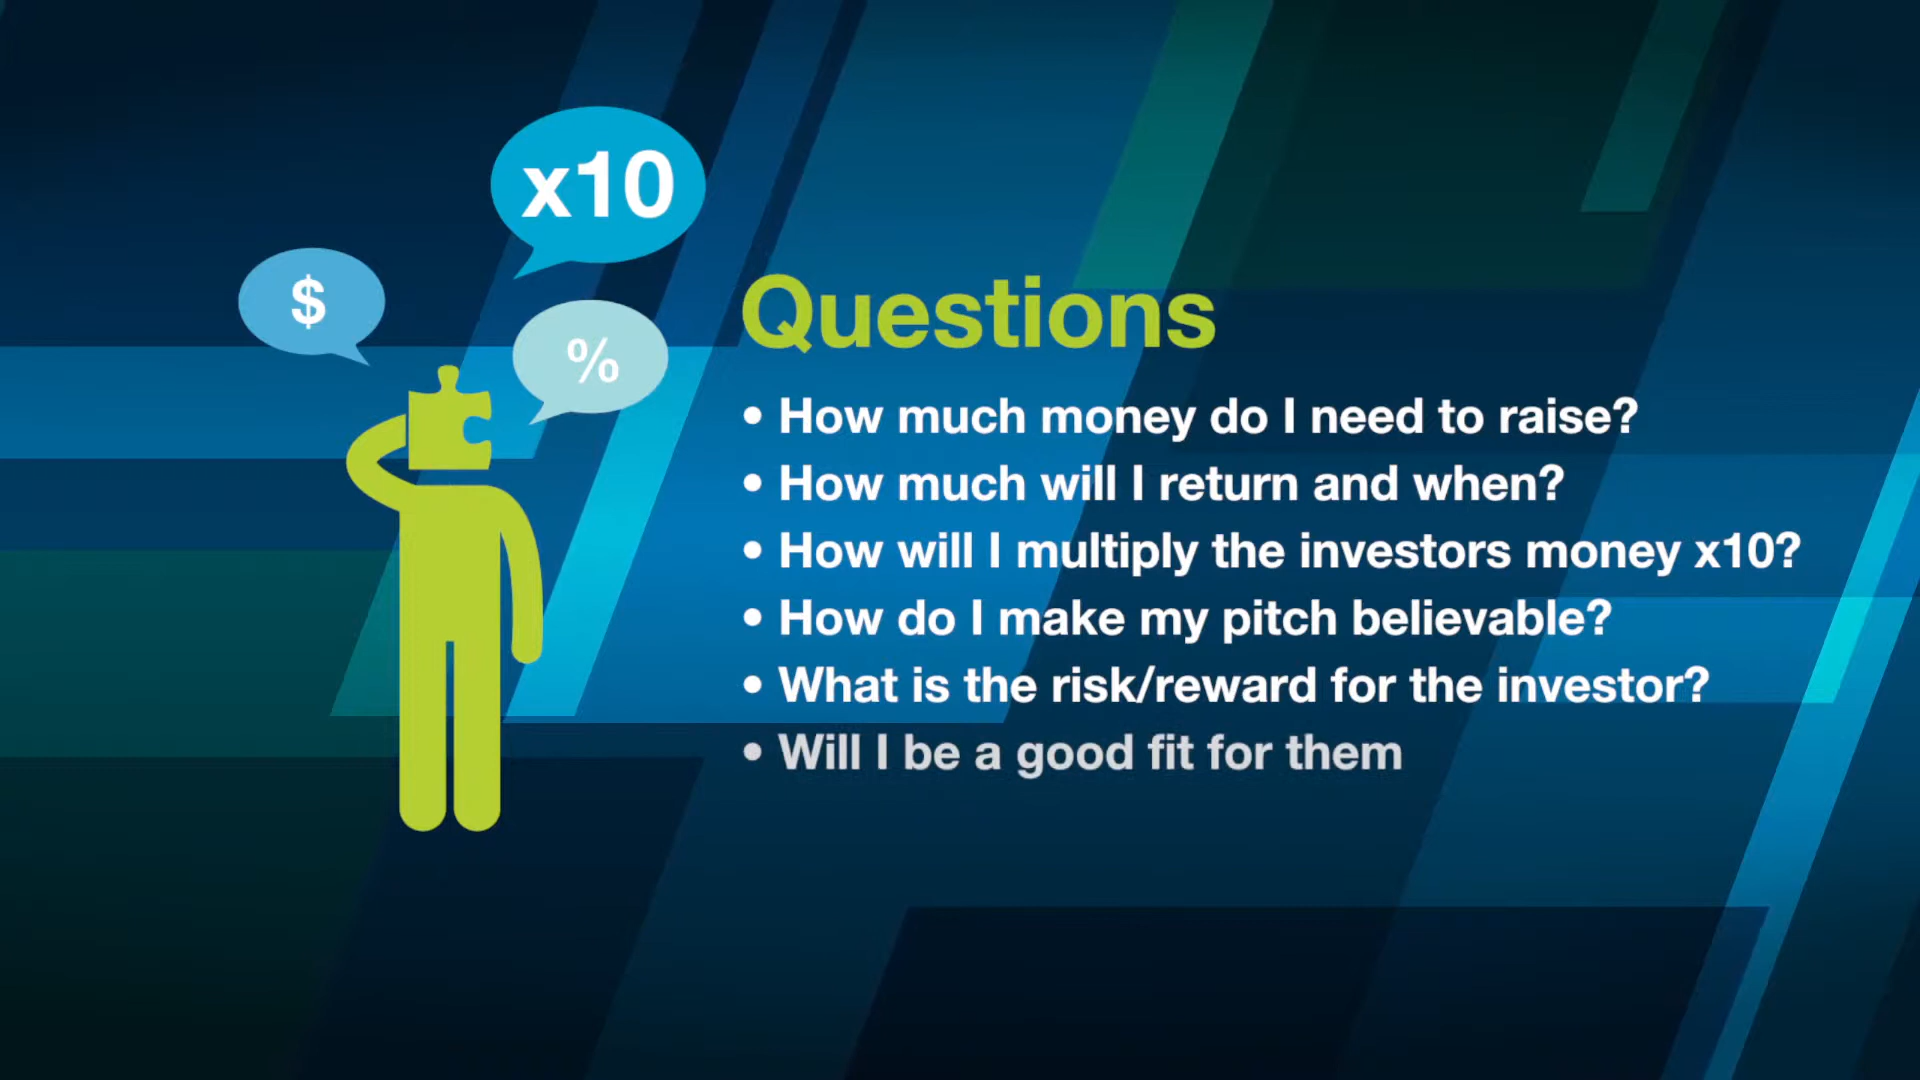 x10
$
%
Questions
• How much money do I need to raise?
• How much will I return and when?
• How will I multiply the investors money x10?
• How do I make my pitch believable?
• What is the risk/reward for the investor?
• Will I be a good fit for them